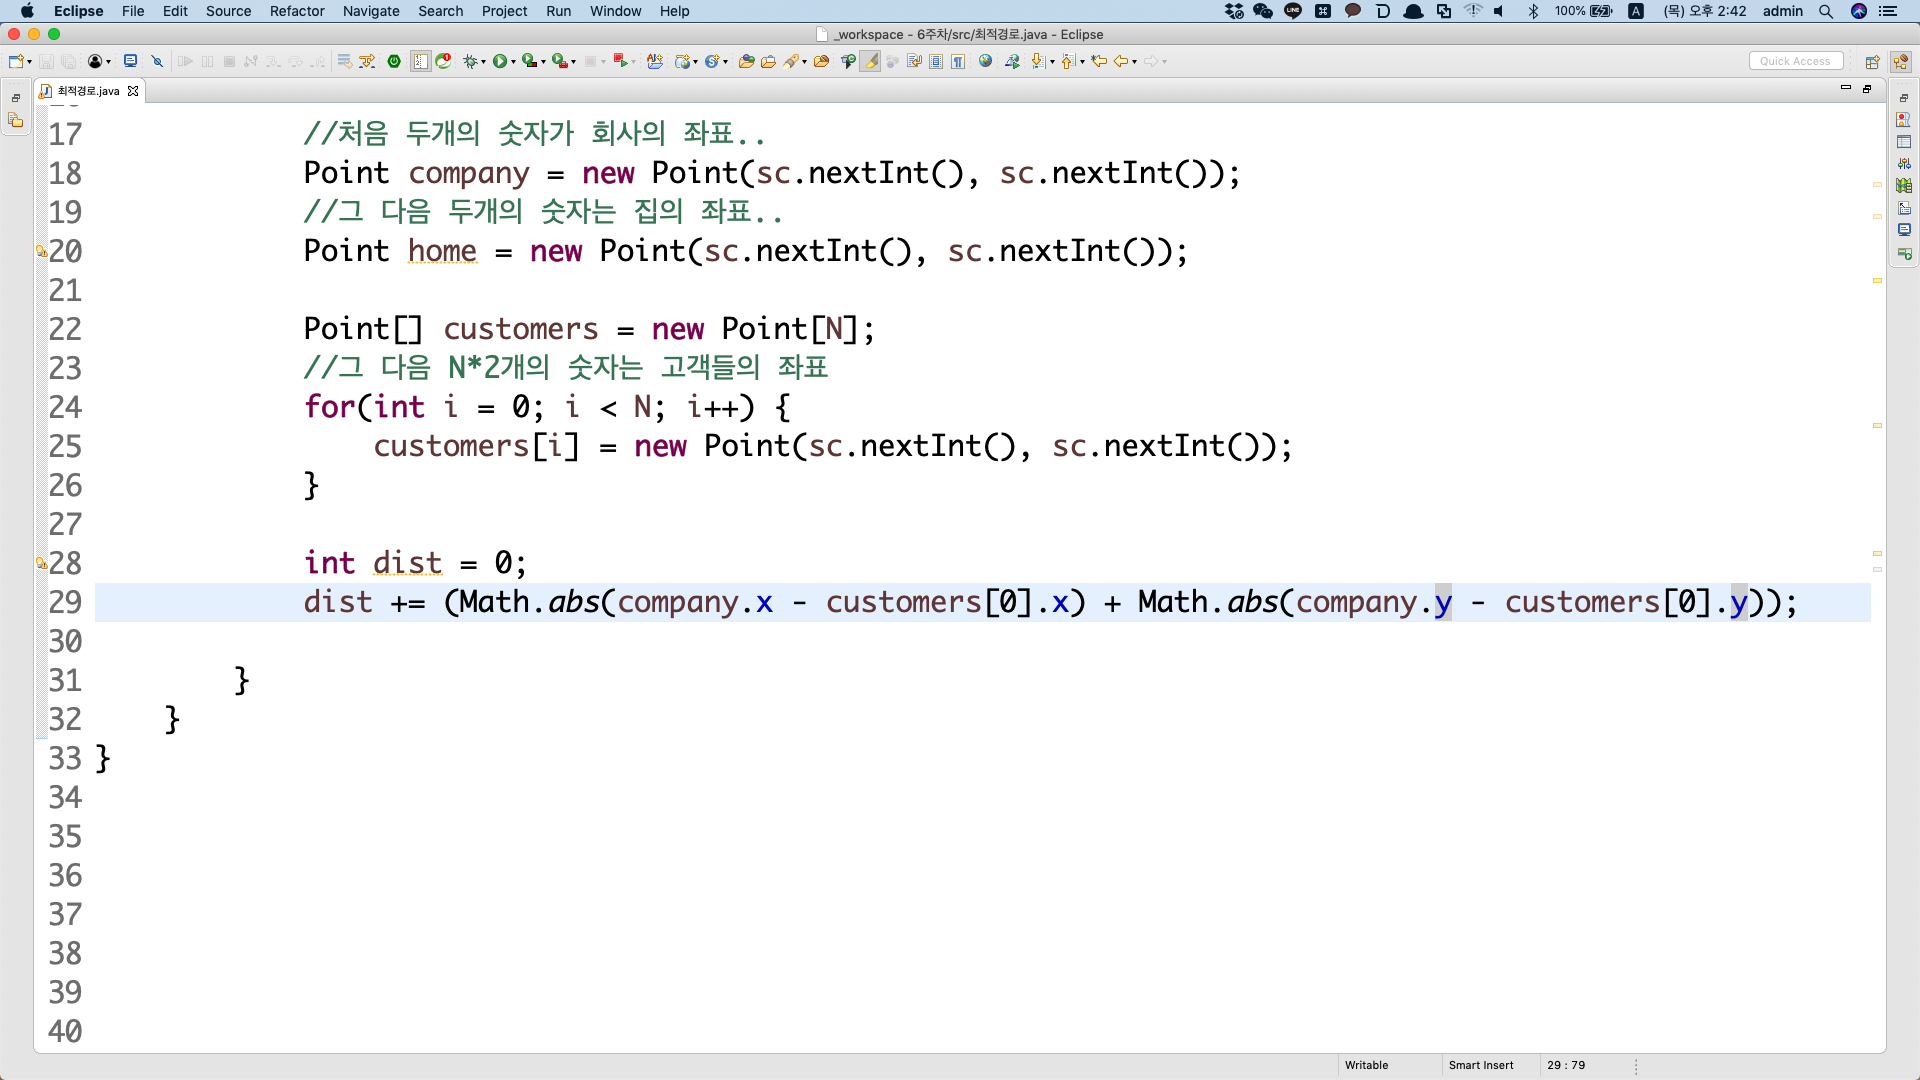 Eclipse File Edit Source Refactor Navigate Search Project Run Window Help 100% A (목) 오후 2:42 admin
_workspace - 6주차/src/최적경로.java - Eclipse
Quick Access
최적경로.java
17 //처음 두개의 숫자가 회사의 좌표..
18 Point company = new Point(sc.nextInt(), sc.nextInt());
19 //그 다음 두개의 숫자는 집의 좌표..
20 Point home = new Point(sc.nextInt(), sc.nextInt());
21
22 Point[] customers = new Point[N];
23 //그 다음 N*2개의 숫자는 고객들의 좌표
24 for(int i = 0; i < N; i++) {
25 customers[i] = new Point(sc.nextInt(), sc.nextInt());
26 }
27
28 int dist = 0;
29 dist += (Math.abs(company.x - customers[0].x) + Math.abs(company.y - customers[0].y));
30
31 }
32 }
33 }
34
35
36
37
38
39
40
Writable Smart Insert 29 : 79